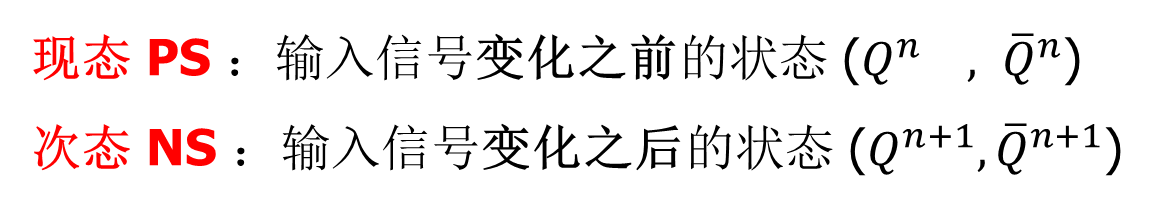 现态 PS：输入信号变化之前的状态 (Qⁿ , Q̄ⁿ)
次态 NS：输入信号变化之后的状态 (Qⁿ⁺¹, Q̄ⁿ⁺¹)